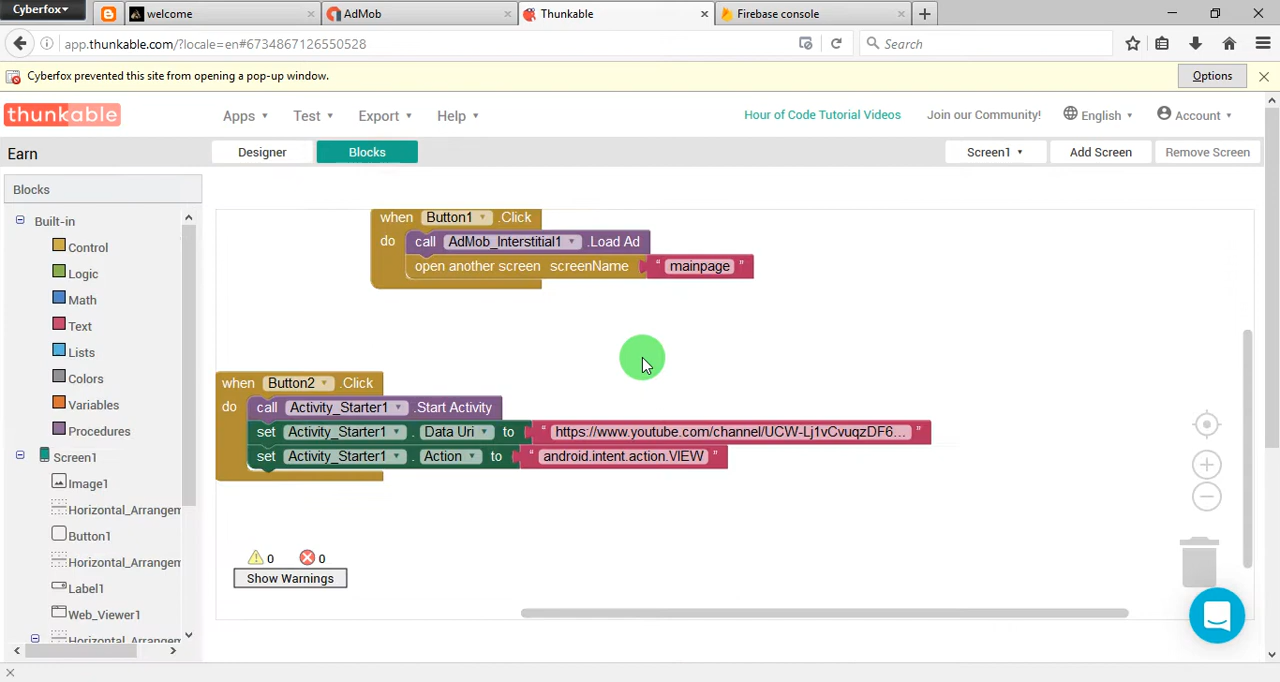 Cyberfox
welcome
AdMob
Thunkable
Firebase console
app.thunkable.com/?locale=en#6734867126550528
Search
Cyberfox prevented this site from opening a pop-up window.
Options
thunkable
Apps
Test
Export
Help
Hour of Code Tutorial Videos
Join our Community!
English
Account
Earn
Designer
Blocks
Screen1
Add Screen
Remove Screen
Blocks
Built-in
Control
Logic
Math
Text
Lists
Colors
Variables
Procedures
Screen1
Image1
Horizontal_Arrangem
Button1
Horizontal_Arrangem
Label1
Web_Viewer1
Horizontal_Arrangem
when Button1 .Click
do call AdMob_Interstitial1 .Load Ad
open another screen screenName " mainpage "
when Button2 .Click
do call Activity_Starter1 .Start Activity
set Activity_Starter1 . Data Uri to " https://www.youtube.com/channel/UCW-Lj1vCvuqzDF6... "
set Activity_Starter1 . Action to " android.intent.action.VIEW "
0 0
Show Warnings